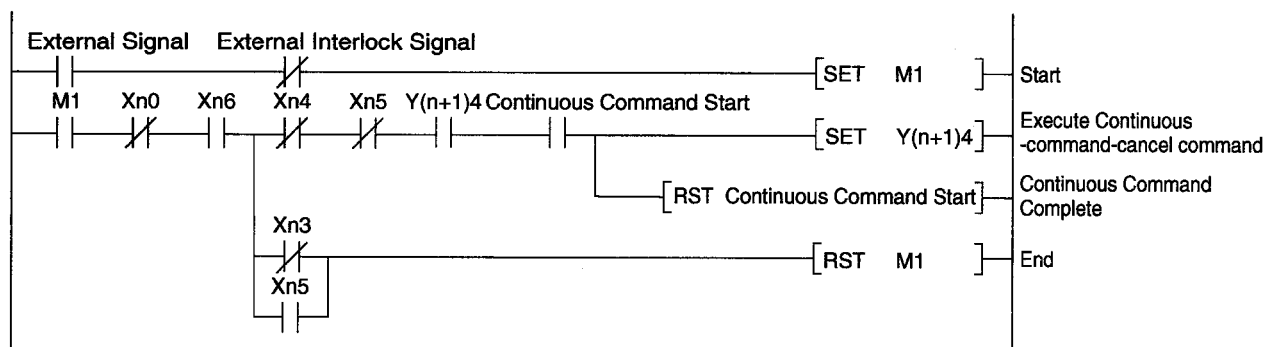 External Signal External Interlock Signal
[SET M1] Start
M1 Xn0 Xn6 Xn4 Xn5 Y(n+1)4 Continuous Command Start
[SET Y(n+1)4] Execute Continuous
-command-cancel command
[RST Continuous Command Start] Continuous Command
Complete
Xn3
[RST M1] End
Xn5